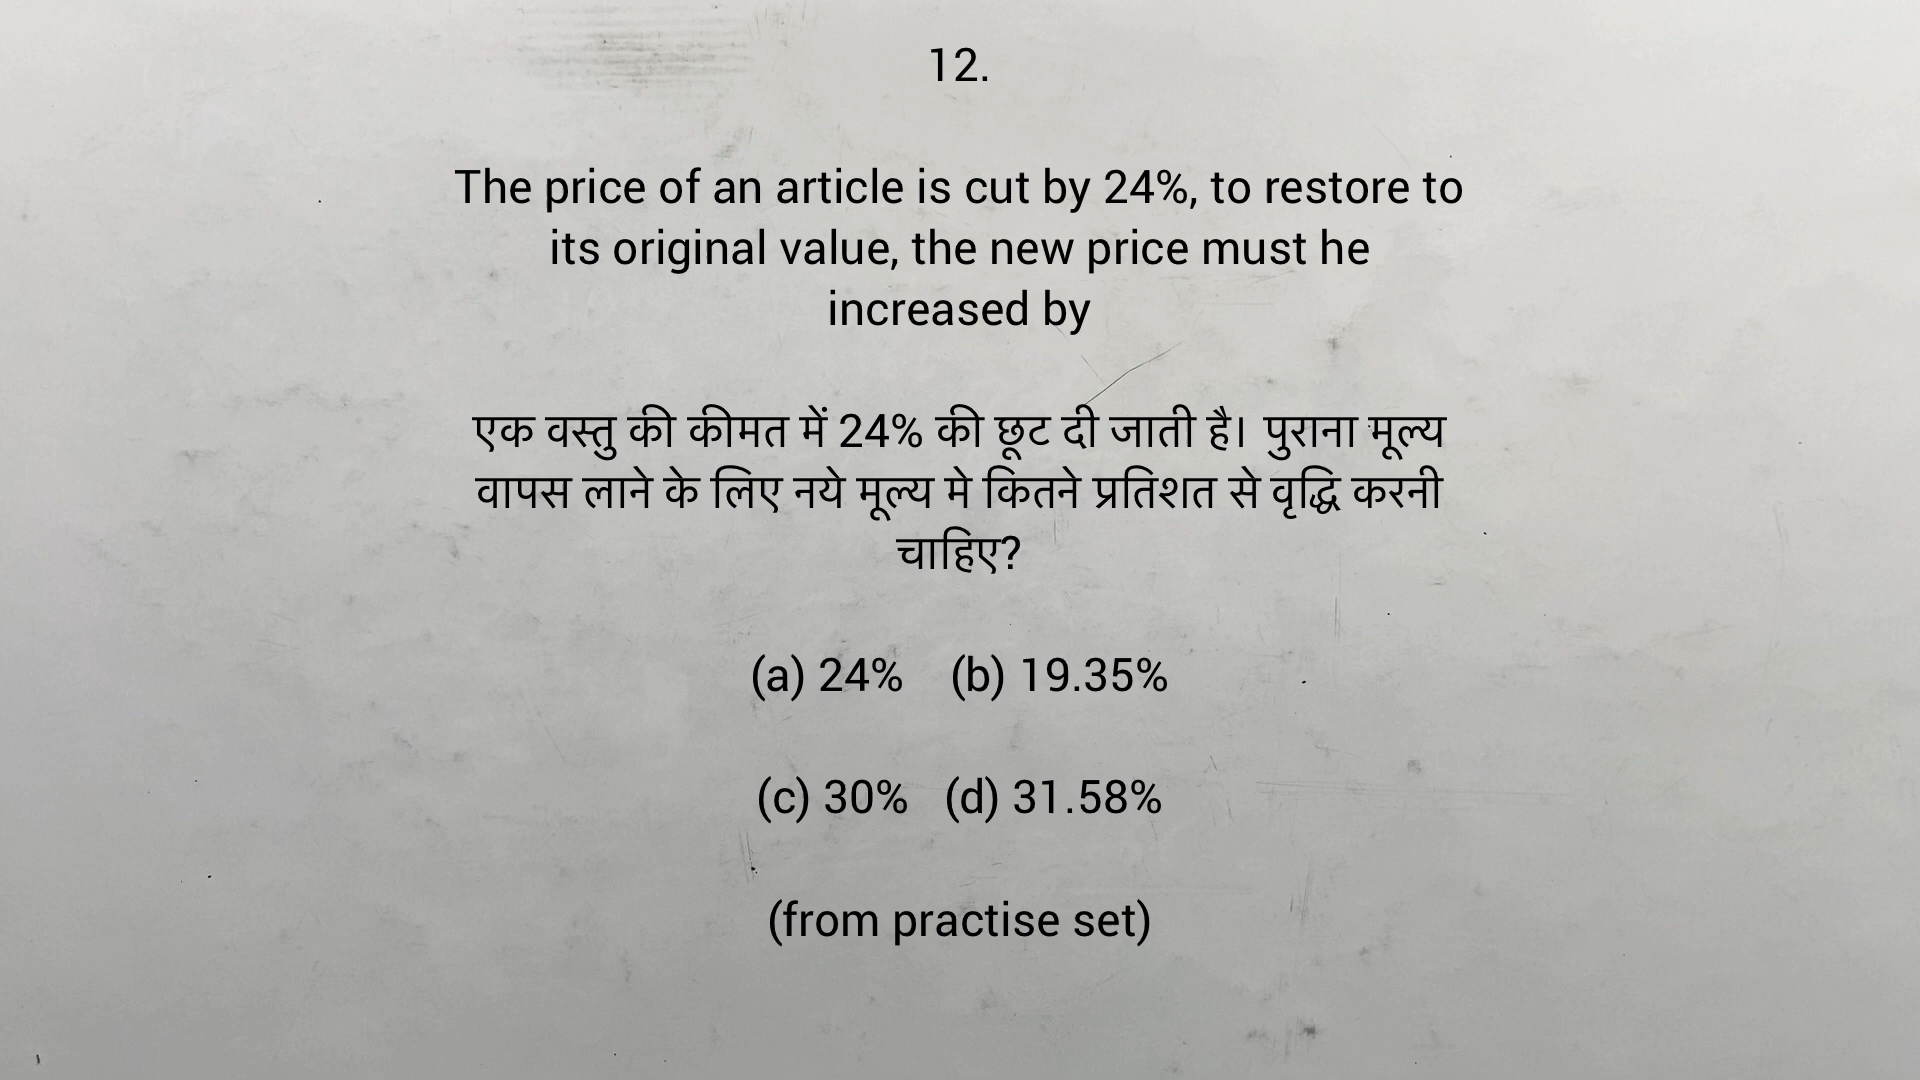 12.
The price of an article is cut by 24%, to restore to
its original value, the new price must he
increased by
एक वस्तु की कीमत में 24% की छूट दी जाती है। पुराना मूल्य
वापस लाने के लिए नये मूल्य मे कितने प्रतिशत से वृद्धि करनी
चाहिए?
(a) 24% (b) 19.35%
(c) 30% (d) 31.58%
(from practise set)